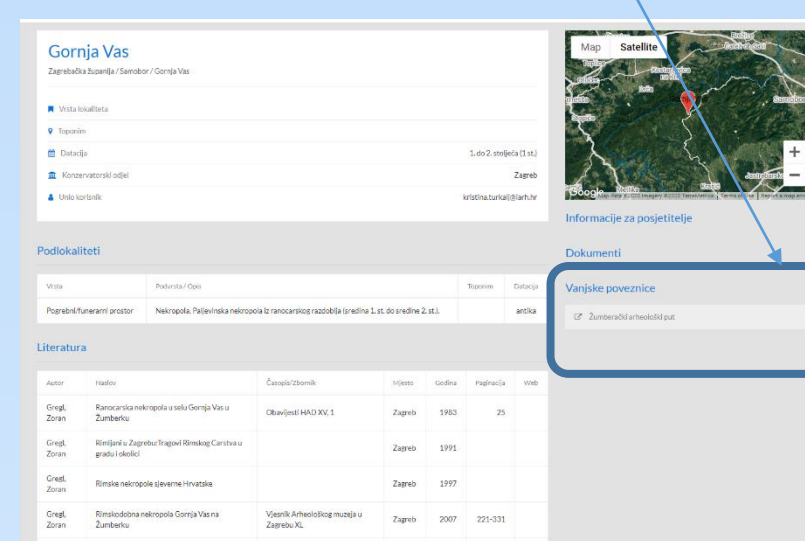 Gornja Vas
Zagrebačka županija / Samobor / Gornja Vas
Vrsta lokaliteta
Toponim
Datacija 1. do 2. stoljeća (1 st.)
Konzervatorski odjel Zagreb
Unio korisnik kristina.turkalj@iarh.hr
Podlokaliteti
Vrsta Podvrsta / Opis Toponim Datacija
Pogrebni/funerarni prostor Nekropola, Paljevinska nekropola iz ranocarskog razdoblja (sredina 1. st. do sredine 2. st.). antika
Literatura
Autor Naslov Časopis/Zbornik Mjesto Godina Paginacija Web
Gregl, Zoran Ranocarska nekropola u selu Gornja Vas u
Žumberku Obavijesti HAD XV, 1 Zagreb 1983 25
Gregl, Zoran Rimljani u Zagrebu:Tragovi Rimskog Carstva u
gradu i okolici Zagreb 1991
Gregl, Zoran Rimske nekropole sjeverne Hrvatske Zagreb 1997
Gregl, Zoran Rimskodobna nekropola Gornja Vas na
Žumberku Vjesnik Arheološkog muzeja u
Zagrebu XL Zagreb 2007 221-331
Map Satellite
Google
Informacije za posjetitelje
Dokumenti
Vanjske poveznice
Žumberački arheološki put